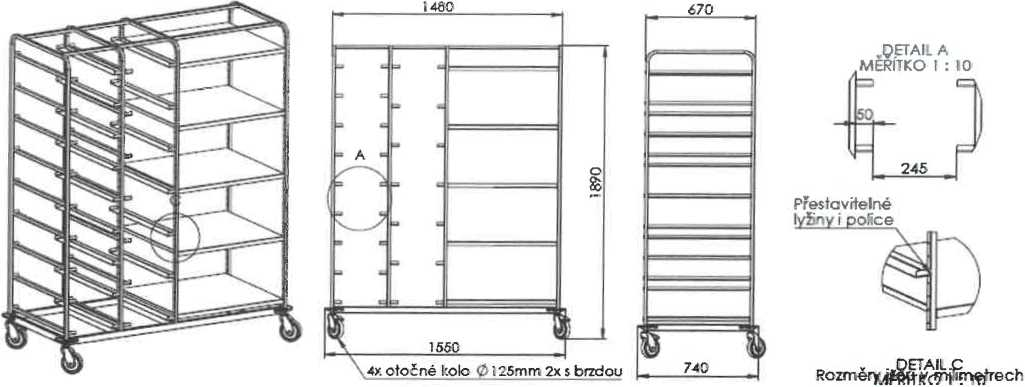 1480
670
DETAIL A
MĚŘÍTKO 1 : 10
50
A
245
1890
Přestavitelné
lyžiny i police
C
1550
740
4x otočné kolo Ø125mm 2x s brzdou
DETAIL C
Rozměry jsou v milimetrech